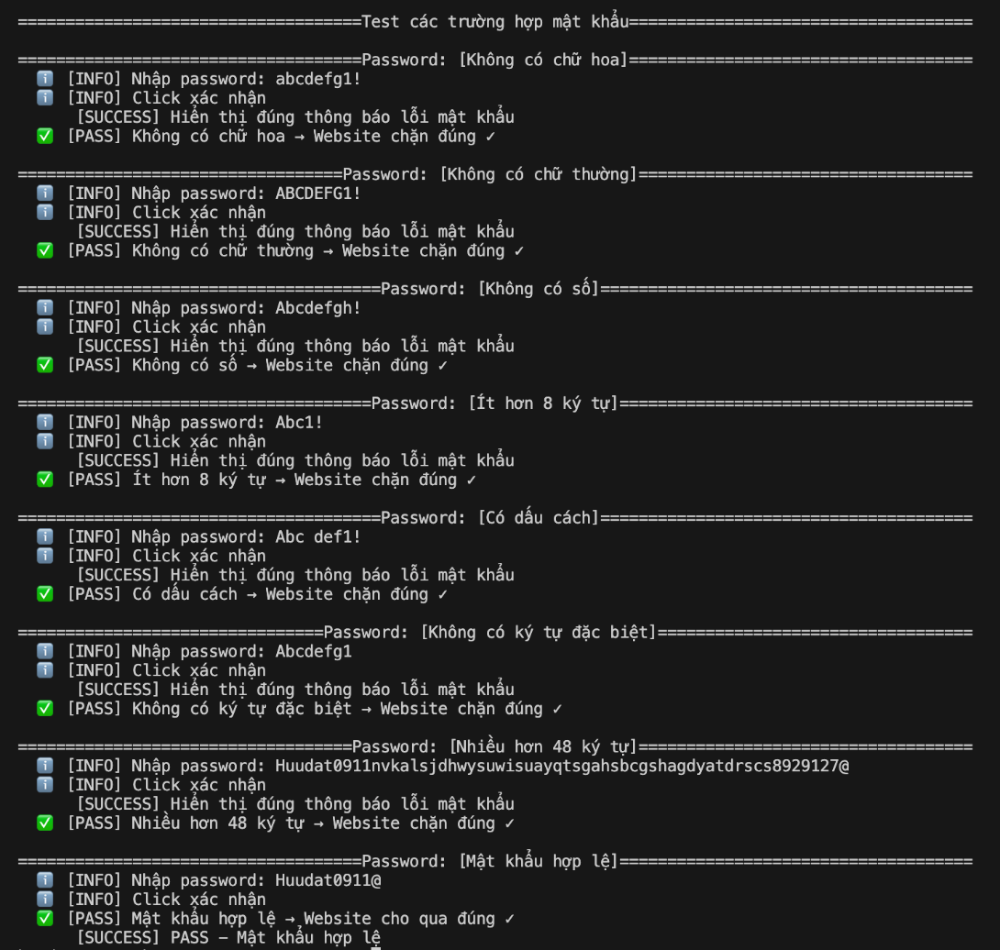 ====================================Test các trường hợp mật khẩu====================================
====================================Password: [Không có chữ hoa]====================================
ℹ️ [INFO] Nhập password: abcdefg1!
ℹ️ [INFO] Click xác nhận
[SUCCESS] Hiển thị đúng thông báo lỗi mật khẩu
✅ [PASS] Không có chữ hoa → Website chặn đúng ✓
==================================Password: [Không có chữ thường]===================================
ℹ️ [INFO] Nhập password: ABCDEFG1!
ℹ️ [INFO] Click xác nhận
[SUCCESS] Hiển thị đúng thông báo lỗi mật khẩu
✅ [PASS] Không có chữ thường → Website chặn đúng ✓
======================================Password: [Không có số]=======================================
ℹ️ [INFO] Nhập password: Abcdefgh!
ℹ️ [INFO] Click xác nhận
[SUCCESS] Hiển thị đúng thông báo lỗi mật khẩu
✅ [PASS] Không có số → Website chặn đúng ✓
=====================================Password: [Ít hơn 8 ký tự]=====================================
ℹ️ [INFO] Nhập password: Abc1!
ℹ️ [INFO] Click xác nhận
[SUCCESS] Hiển thị đúng thông báo lỗi mật khẩu
✅ [PASS] Ít hơn 8 ký tự → Website chặn đúng ✓
======================================Password: [Có dấu cách]=======================================
ℹ️ [INFO] Nhập password: Abc def1!
ℹ️ [INFO] Click xác nhận
[SUCCESS] Hiển thị đúng thông báo lỗi mật khẩu
✅ [PASS] Có dấu cách → Website chặn đúng ✓
================================Password: [Không có ký tự đặc biệt]=================================
ℹ️ [INFO] Nhập password: Abcdefg1
ℹ️ [INFO] Click xác nhận
[SUCCESS] Hiển thị đúng thông báo lỗi mật khẩu
✅ [PASS] Không có ký tự đặc biệt → Website chặn đúng ✓
===================================Password: [Nhiều hơn 48 ký tự]===================================
ℹ️ [INFO] Nhập password: Huudat0911nvkalsjdhwysuwisuayqtsgahsbcgshagdyatdrscs8929127@
ℹ️ [INFO] Click xác nhận
[SUCCESS] Hiển thị đúng thông báo lỗi mật khẩu
✅ [PASS] Nhiều hơn 48 ký tự → Website chặn đúng ✓
====================================Password: [Mật khẩu hợp lệ]====================================
ℹ️ [INFO] Nhập password: Huudat0911@
ℹ️ [INFO] Click xác nhận
✅ [PASS] Mật khẩu hợp lệ → Website cho qua đúng ✓
[SUCCESS] PASS – Mật khẩu hợp lệ